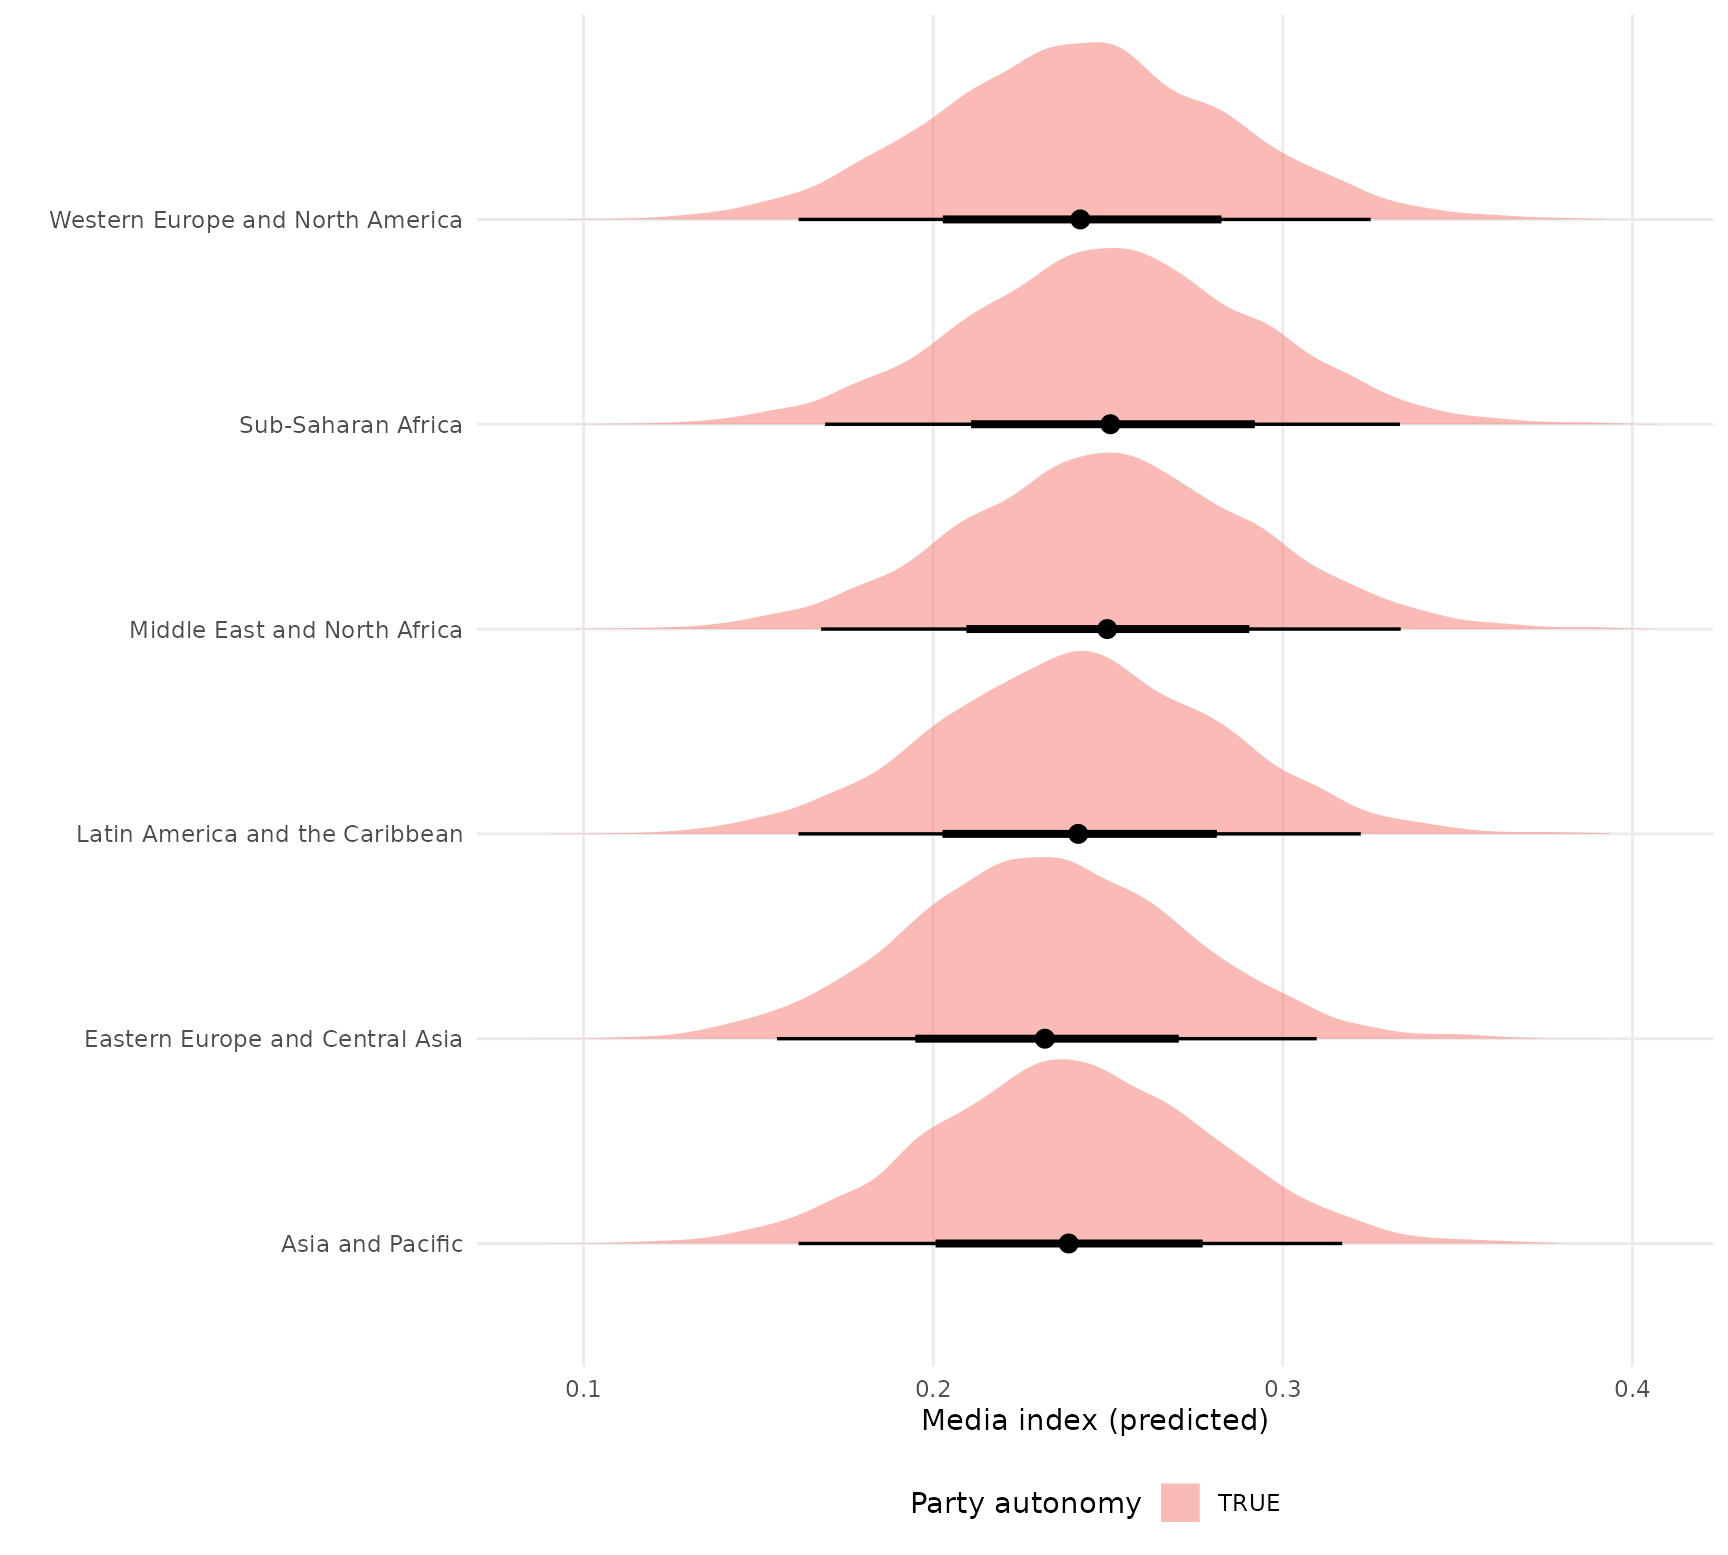 Western Europe and North America
Sub-Saharan Africa
Middle East and North Africa
Latin America and the Caribbean
Eastern Europe and Central Asia
Asia and Pacific
0.1 0.2 0.3 0.4
Media index (predicted)
Party autonomy TRUE